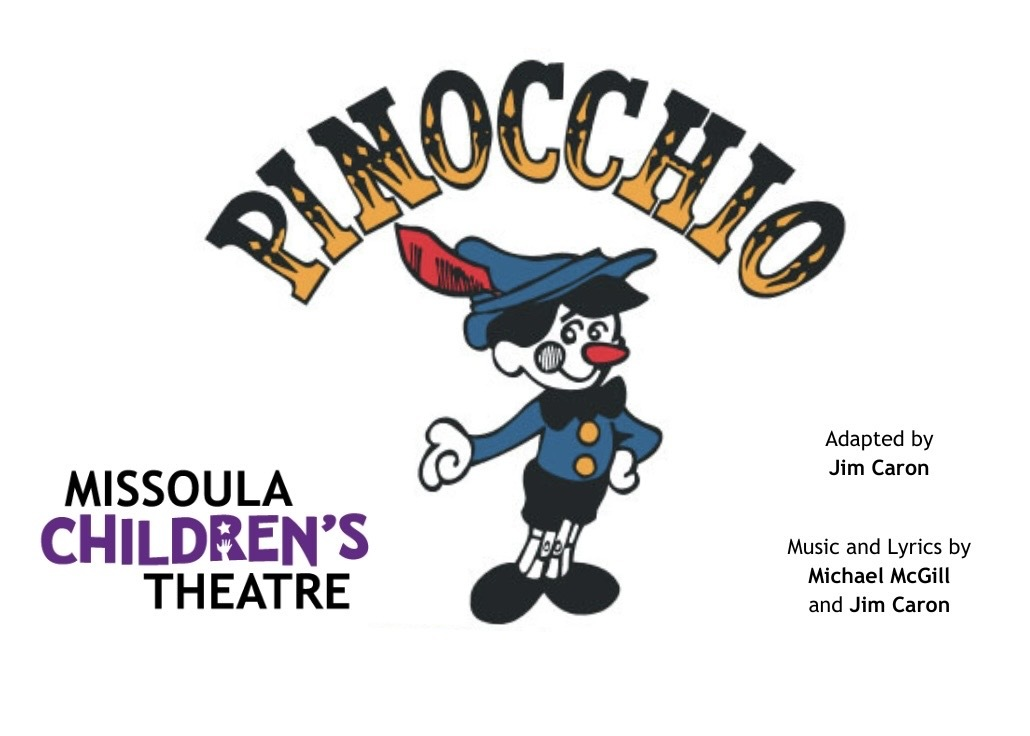 PINOCCHIO
MISSOULA
CHILDREN'S
THEATRE
Adapted by
Jim Caron
Music and Lyrics by
Michael McGill
and Jim Caron